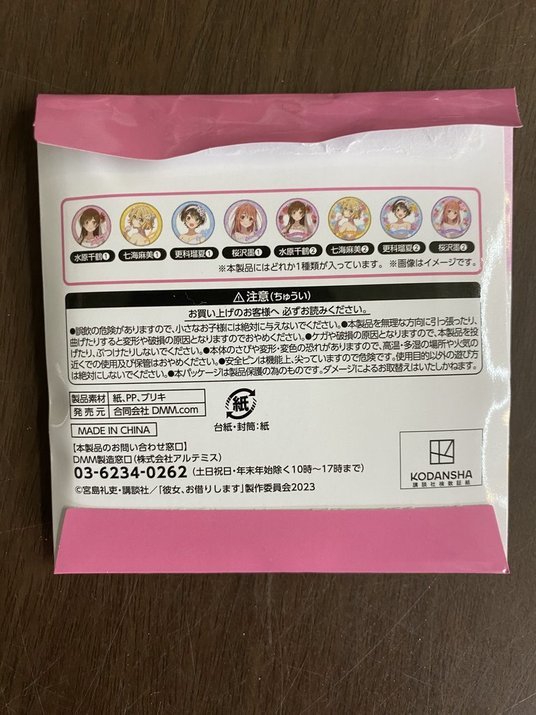 水原千鶴❶ 七海麻美❶ 更科瑠夏❶ 桜沢墨❶ 水原千鶴❷ 七海麻美❷ 更科瑠夏❷ 桜沢墨❷
※本製品にはどれか1種類が入っています。 ※画像はイメージです。
⚠注意(ちゅうい)
お買い上げのお客様へ 必ずお読みください。
●誤飲の危険がありますので、小さなお子様には絶対に与えないでください。●本製品を無理な方向に引っ張ったり、
曲げたりすると変形や破損の原因となりますのでおやめください。●ケガや破損の原因となりますので、本製品を投
げたり、ぶつけたりしないでください。●本体のさびや変形・変色の恐れがありますので、高温・多湿の場所や火気の
近くでの使用及び保管はおやめください。●安全ピンは機能上、尖っていますので危険です。使用目的以外の遊び方
は絶対にしないでください。●本パッケージは製品保護の為のものです。ダメージによるお取替えはいたしかねます。
製品素材 紙、PP、ブリキ
発売元 合同会社DMM.com
紙
台紙・封筒:紙
MADE IN CHINA
【本製品のお問い合わせ窓口】
DMM製造窓口(株式会社アルテミス)
03-6234-0262 (土日祝日・年末年始除く10時〜17時まで)
©宮島礼吏・講談社/「彼女、お借りします」製作委員会2023
KODANSHA
講談社検数証紙